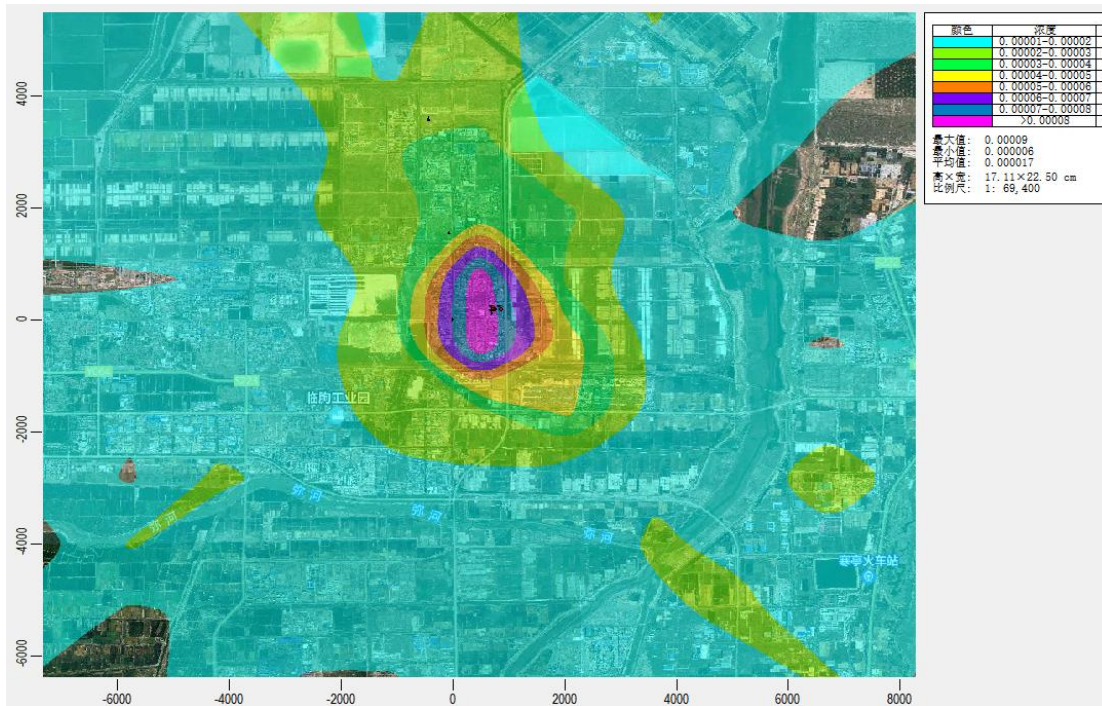 颜色 浓度
0.00001-0.00002
0.00002-0.00003
0.00003-0.00004
0.00004-0.00005
0.00005-0.00006
0.00006-0.00007
0.00007-0.00008
>0.00008
最大值: 0.00009
最小值: 0.000006
平均值: 0.000017
高×宽: 17.11×22.50 cm
比例尺: 1: 69,400
4000
2000
0
2000
4000
6000
临陶工业园
弥河
弥河
弥河
弥河
寒亭火车站
-6000 -4000 -2000 0 2000 4000 6000 8000